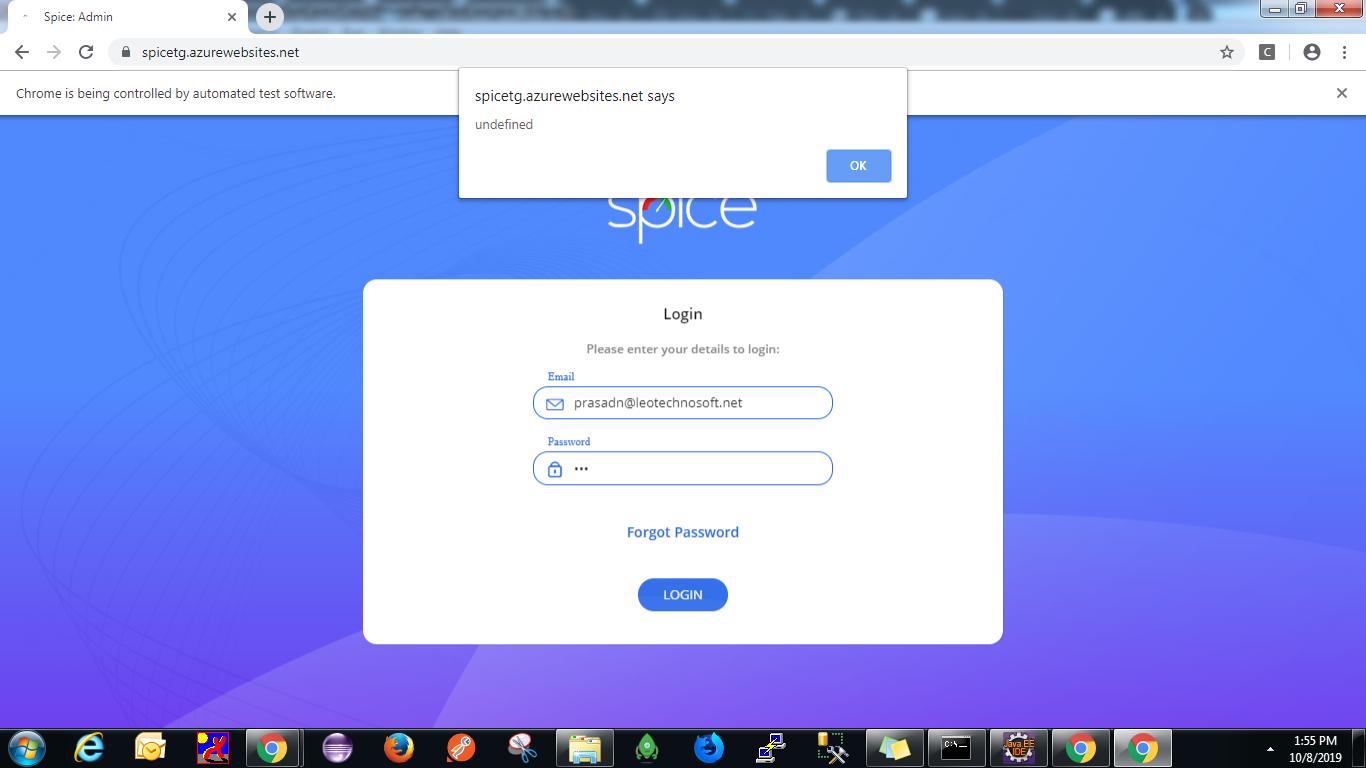 Spice: Admin
spicetg.azurewebsites.net
C
Chrome is being controlled by automated test software.
spicetg.azurewebsites.net says
undefined
OK
spice
Login
Please enter your details to login:
Email
prasadn@leotechnosoft.net
Password
Forgot Password
LOGIN
C:\.
Java EE
IDE
1:55 PM
10/8/2019